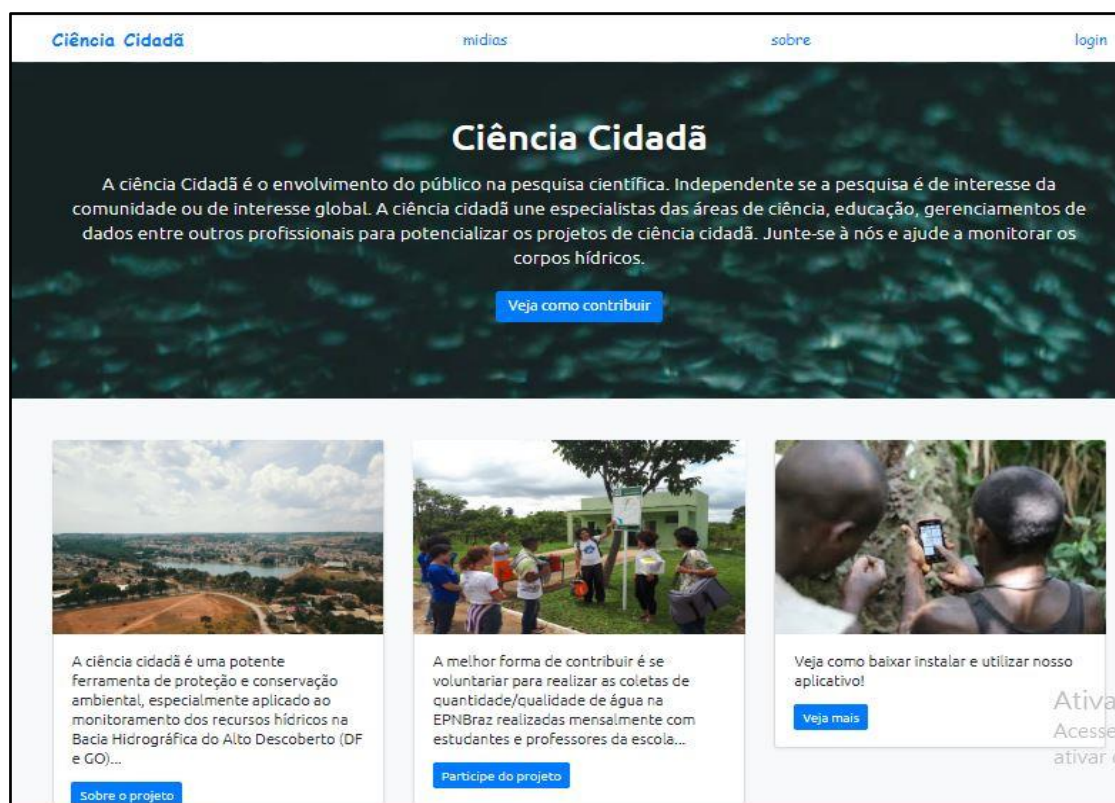 Ciência Cidadã
midias
sobre
login
Ciência Cidadã
A ciência Cidadã é o envolvimento do público na pesquisa científica. Independente se a pesquisa é de interesse da
comunidade ou de interesse global. A ciência cidadã une especialistas das áreas de ciência, educação, gerenciamentos de
dados entre outros profissionais para potencializar os projetos de ciência cidadã. Junte-se à nós e ajude a monitorar os
corpos hídricos.
Veja como contribuir
A ciência cidadã é uma potente
ferramenta de proteção e conservação
ambiental, especialmente aplicado ao
monitoramento dos recursos hídricos na
Bacia Hidrográfica do Alto Descoberto (DF
e GO)...
Sobre o projeto
A melhor forma de contribuir é se
voluntariar para realizar as coletas de
quantidade/qualidade de água na
EPNBraz realizadas mensalmente com
estudantes e professores da escola...
Participe do projeto
Veja como baixar instalar e utilizar nosso
aplicativo!
Veja mais
Ativa
Acesse
ativar